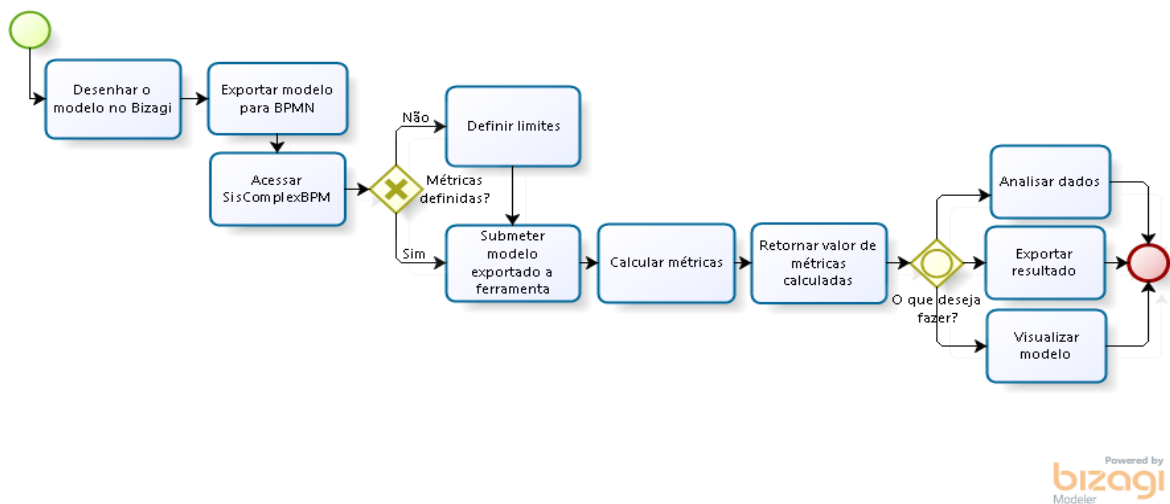 Desenhar o
modelo no Bizagi
Exportar modelo
para BPMN
Acessar
SisComplexBPM
Não
Métricas
definidas?
Sim
Definir limites
Submeter
modelo
exportado a
ferramenta
Calcular métricas
Retornar valor de
métricas
calculadas
O que deseja
fazer?
Analisar dados
Exportar
resultado
Visualizar
modelo
Powered by
bizagi
Modeler